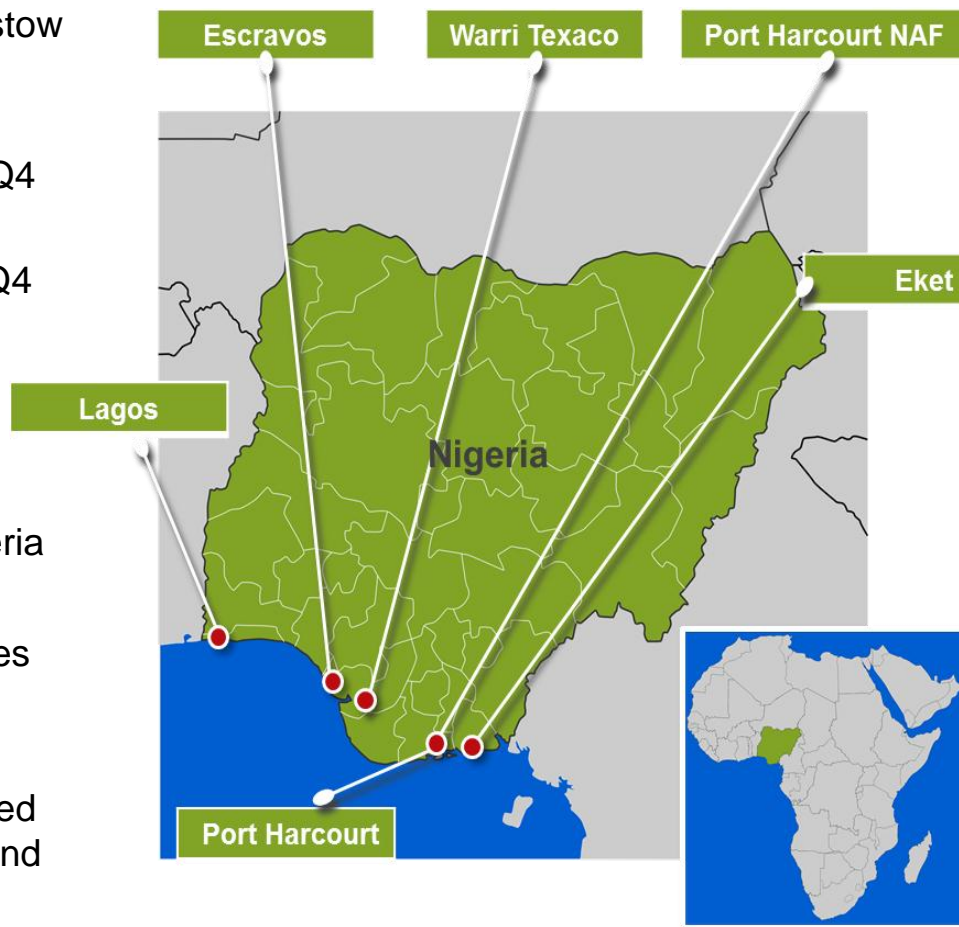 stow
Q4
Q4
eria
es
ed
nd
Escravos
Warri Texaco
Port Harcourt NAF
Eket
Lagos
Nigeria
Port Harcourt